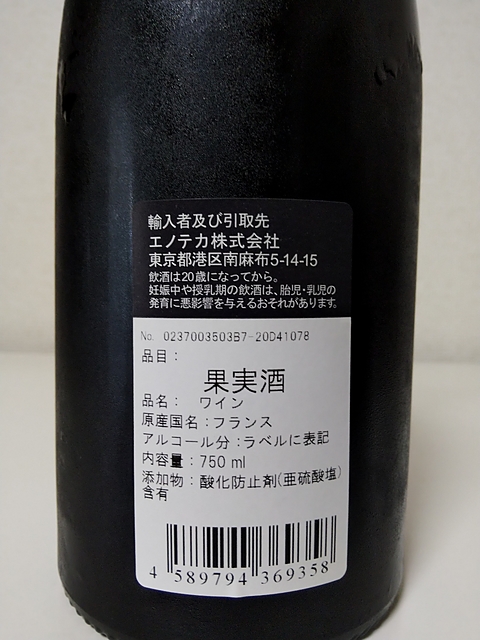 輸入者及び引取先
エノテカ株式会社
東京都港区南麻布5-14-15
飲酒は20歳になってから。
妊娠中や授乳期の飲酒は、胎児・乳児の
発育に悪影響を与えるおそれがあります。
No. 0237003503B7-20D41078
品目：
果実酒
品名： ワイン
原産国名：フランス
アルコール分：ラベルに表記
内容量：750 ml
添加物：酸化防止剤(亜硫酸塩)
含有
4 589794 369358